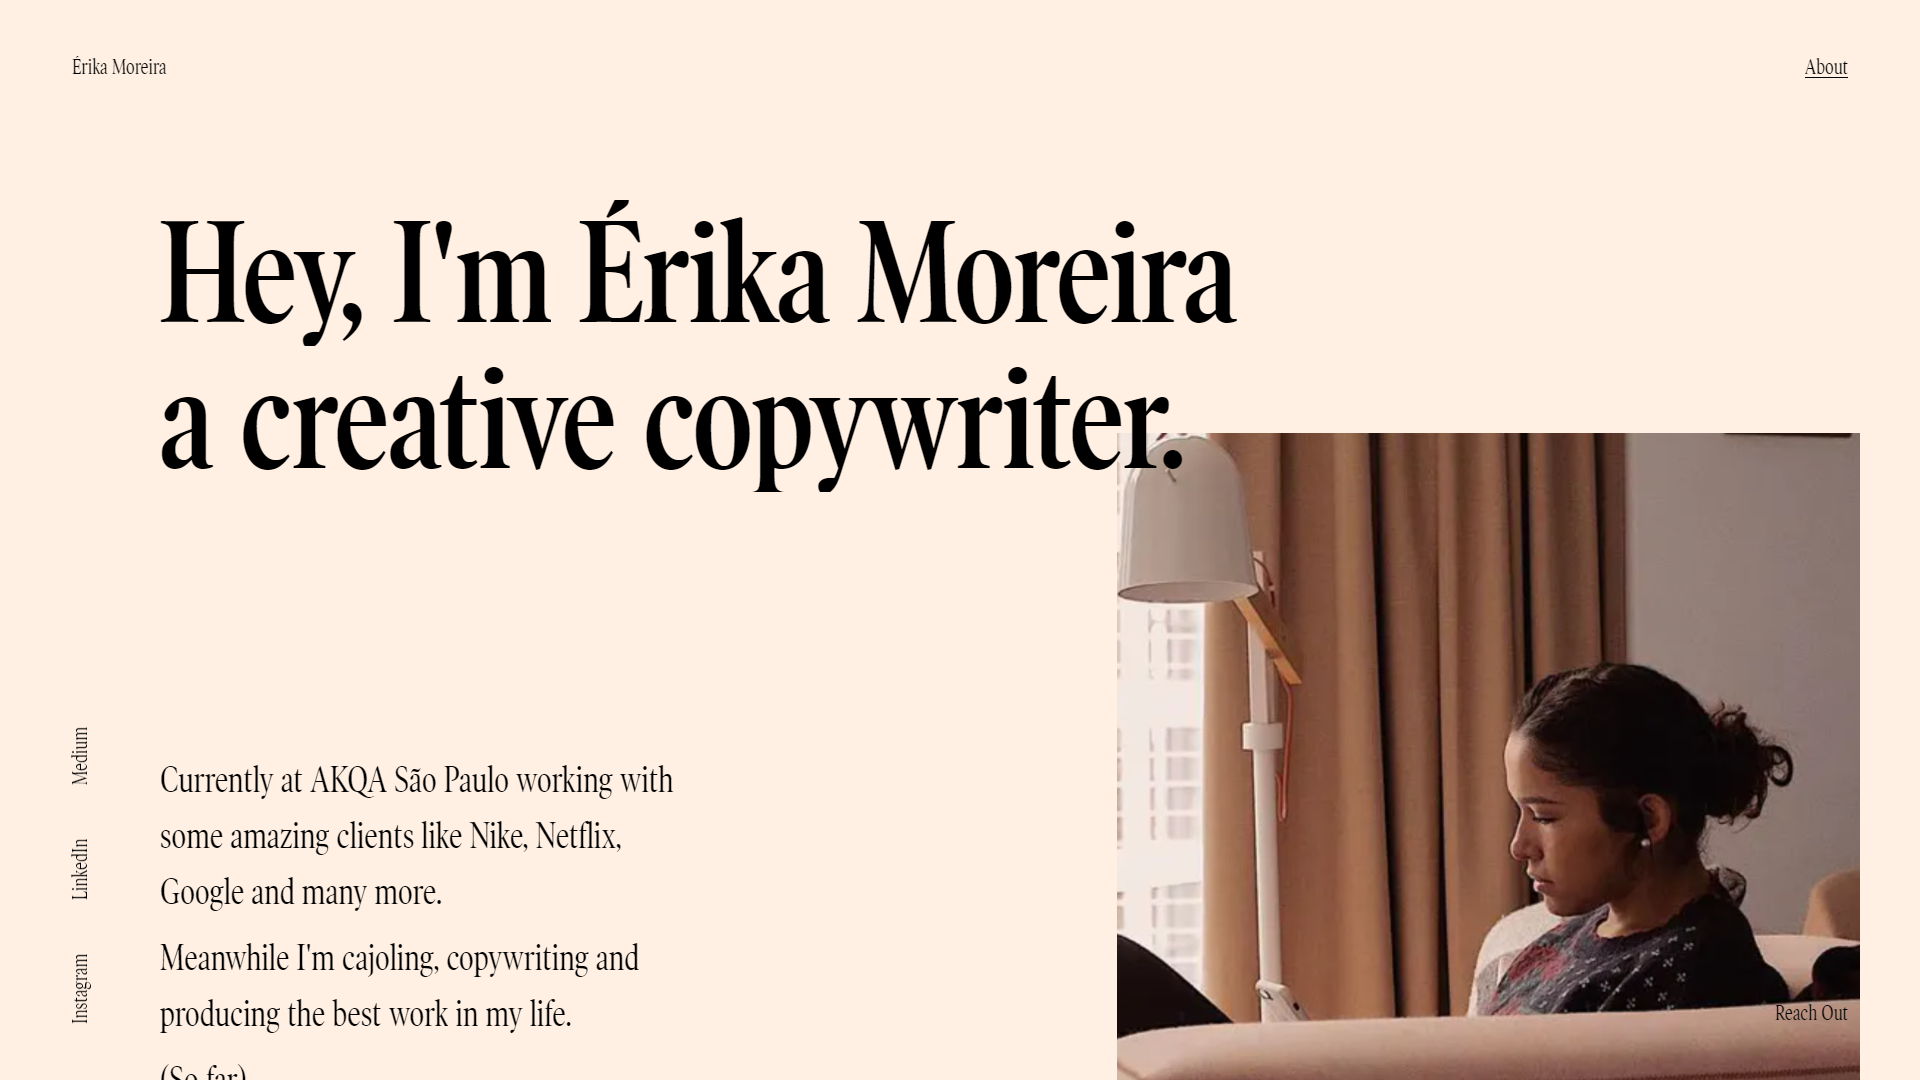 Érika Moreira
About
Hey, I'm Érika Moreira
a creative copywriter.
Medium
LinkedIn
Instagram
Currently at AKQA São Paulo working with
some amazing clients like Nike, Netflix,
Google and many more.
Meanwhile I'm cajoling, copywriting and
producing the best work in my life.
(So far)
Reach Out